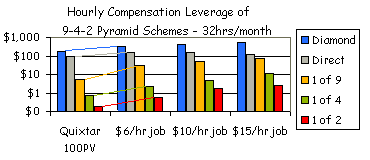 Hourly Compensation Leverage of
9-4-2 Pyramid Schemes - 32hrs/month
$1,000
$100
$10
$1
$0
Quixtar
100PV
$6/hr job
$10/hr job
$15/hr job
Diamond
Direct
1 of 9
1 of 4
1 of 2